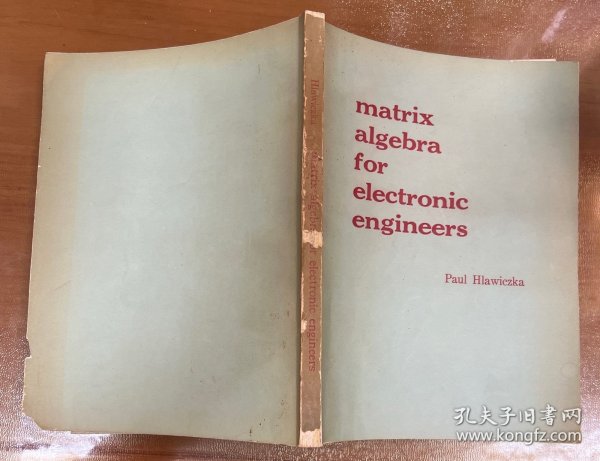 matrix
algebra
for
electronic
engineers
Paul Hlawiczka
Hlawiczka matrix algebra for electronic engineers
孔夫子旧书网
www.kongfz.com